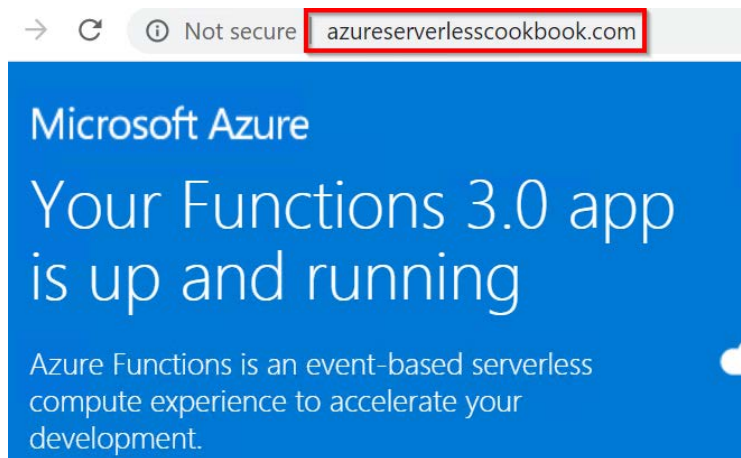 Not secure azureserverlesscookbook.com
Microsoft Azure
Your Functions 3.0 app
is up and running
Azure Functions is an event-based serverless
compute experience to accelerate your
development.